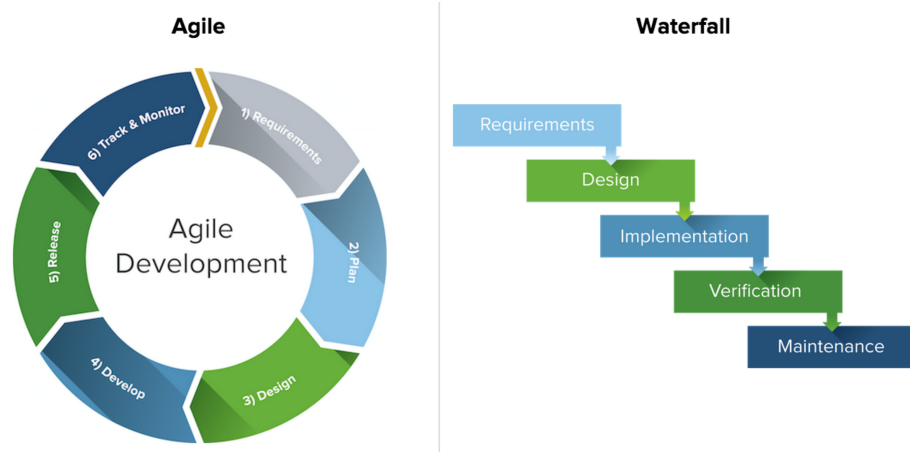 Agile
1) Requirements
2) Plan
3) Design
4) Develop
5) Release
6) Track & Monitor
Agile
Development
Waterfall
Requirements
Design
Implementation
Verification
Maintenance